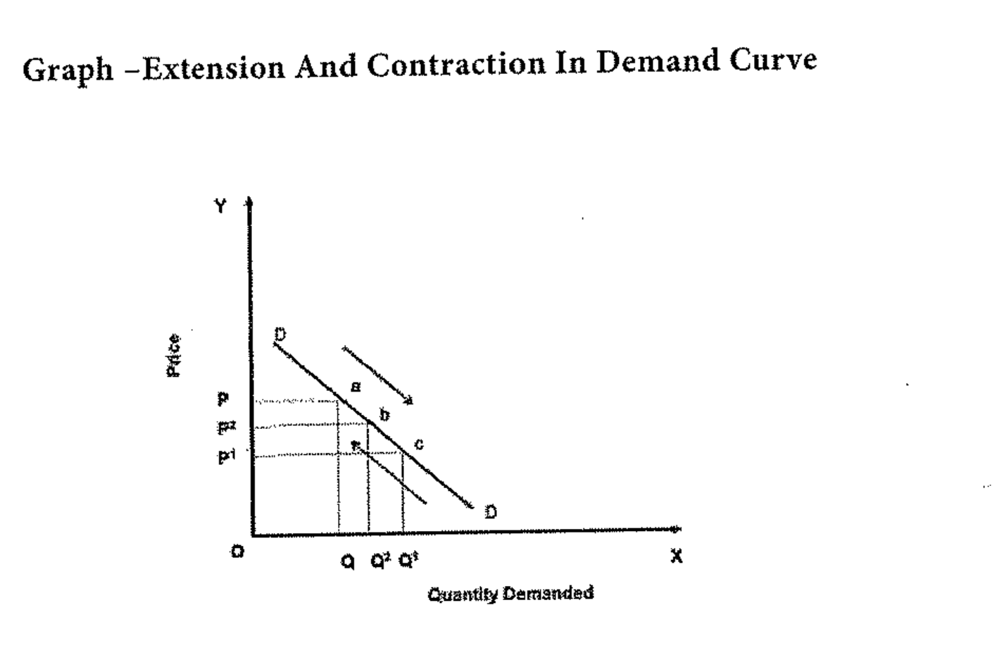 Graph –Extension And Contraction In Demand Curve
Y
Price
D
a
b
c
P
P²
P¹
D
O
Q Q² Q¹
X
Quantity Demanded